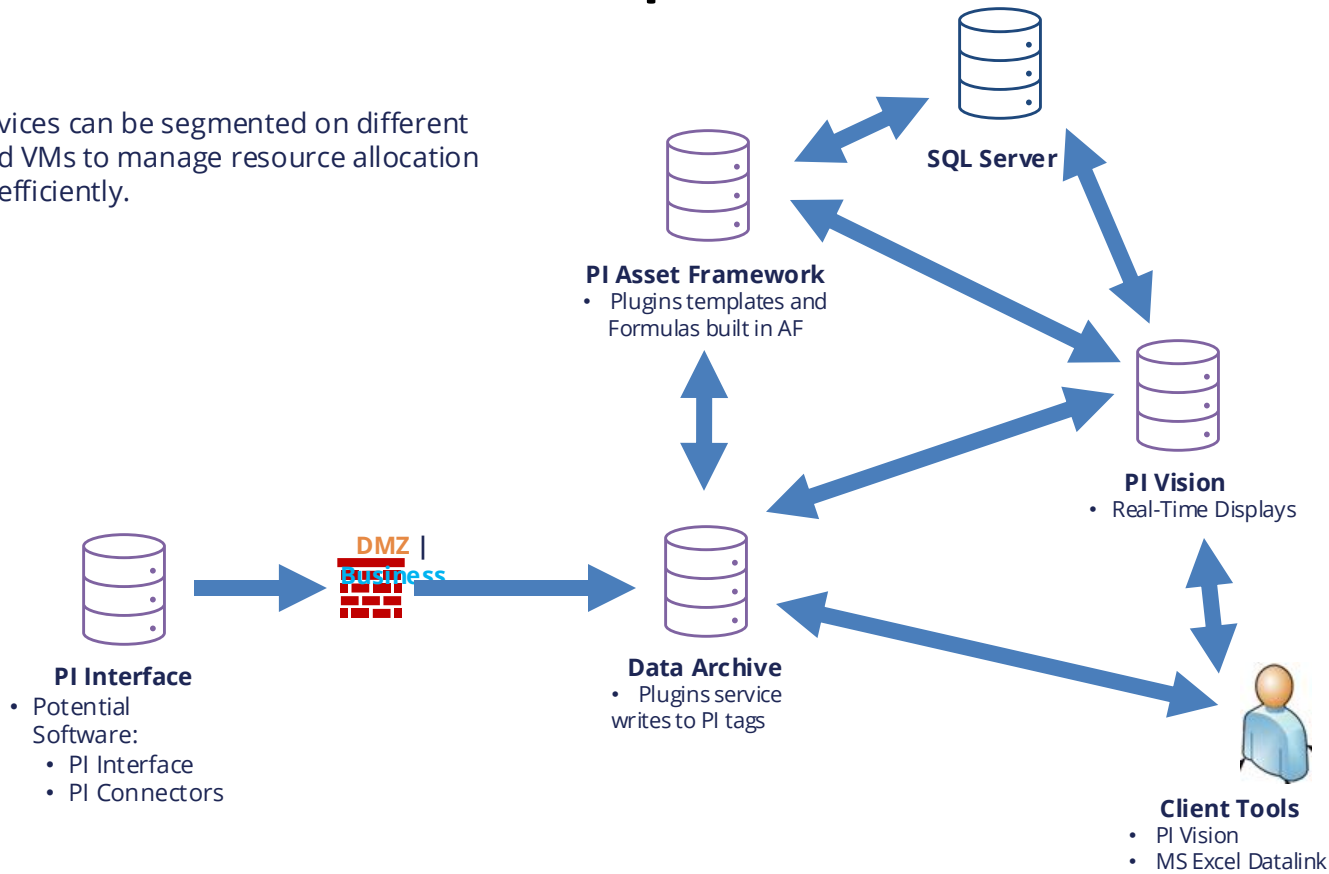 vices can be segmented on different
d VMs to manage resource allocation
efficiently.
SQL Server
PI Asset Framework
• Plugins templates and
Formulas built in AF
PI Vision
• Real-Time Displays
DMZ |
Business
PI Interface
• Potential
Software:
• PI Interface
• PI Connectors
Data Archive
• Plugins service
writes to PI tags
Client Tools
• PI Vision
• MS Excel Datalink